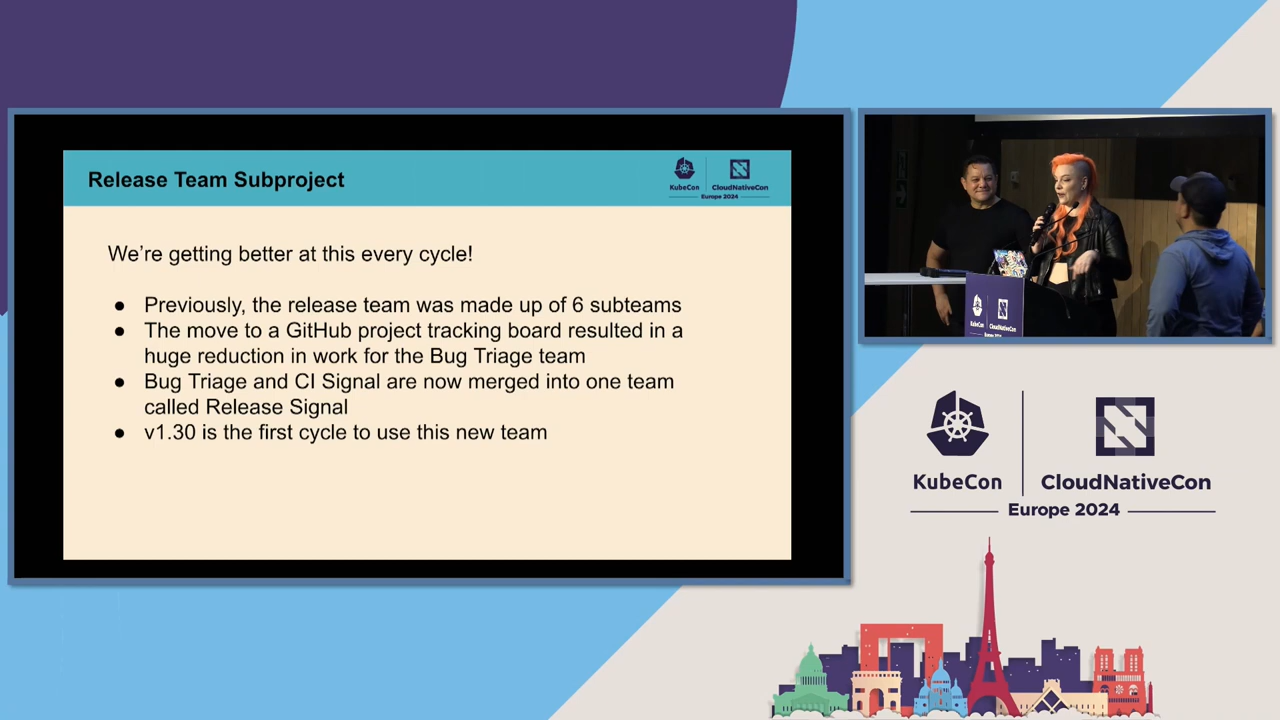 Release Team Subproject
KubeCon
CloudNativeCon
Europe 2024
We're getting better at this every cycle!
● Previously, the release team was made up of 6 subteams
● The move to a GitHub project tracking board resulted in a
huge reduction in work for the Bug Triage team
● Bug Triage and CI Signal are now merged into one team
called Release Signal
● v1.30 is the first cycle to use this new team
KubeCon
CloudNativeCon
Europe 2024